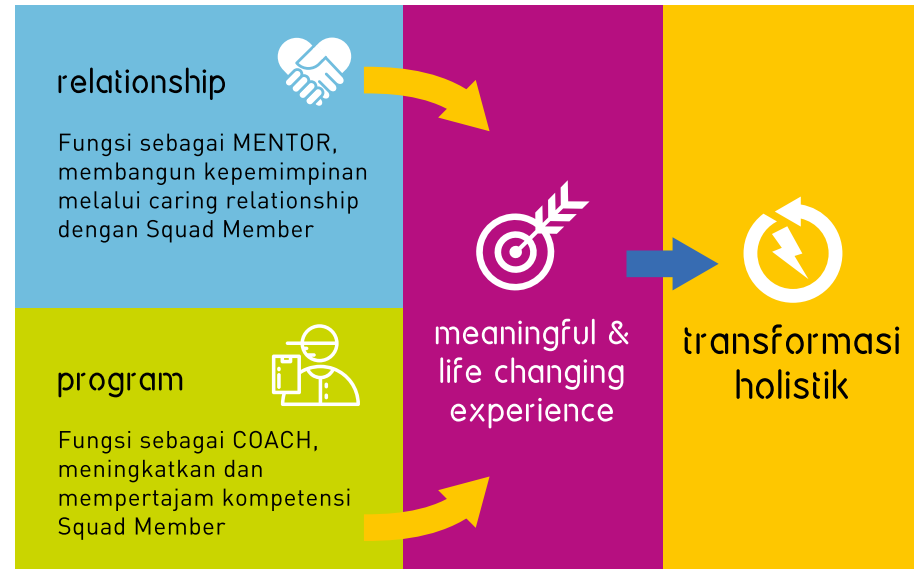 relationship
Fungsi sebagai MENTOR,
membangun kepemimpinan
melalui caring relationship
dengan Squad Member
program
Fungsi sebagai COACH,
meningkatkan dan
mempertajam kompetensi
Squad Member
meaningful &
life changing
experience
transformasi
holistik